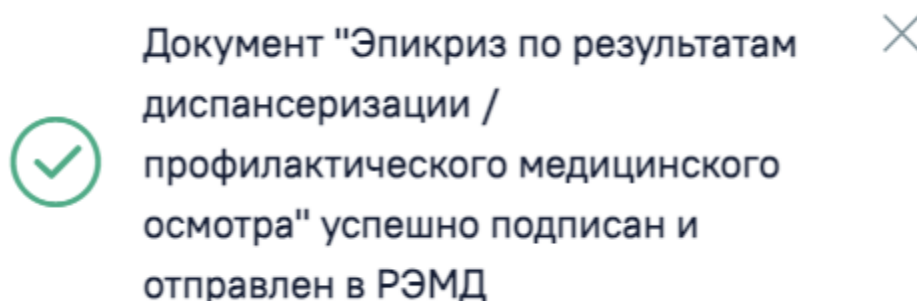 Документ "Эпикриз по результатам
диспансеризации /
профилактического медицинского
осмотра" успешно подписан и
отправлен в РЭМД